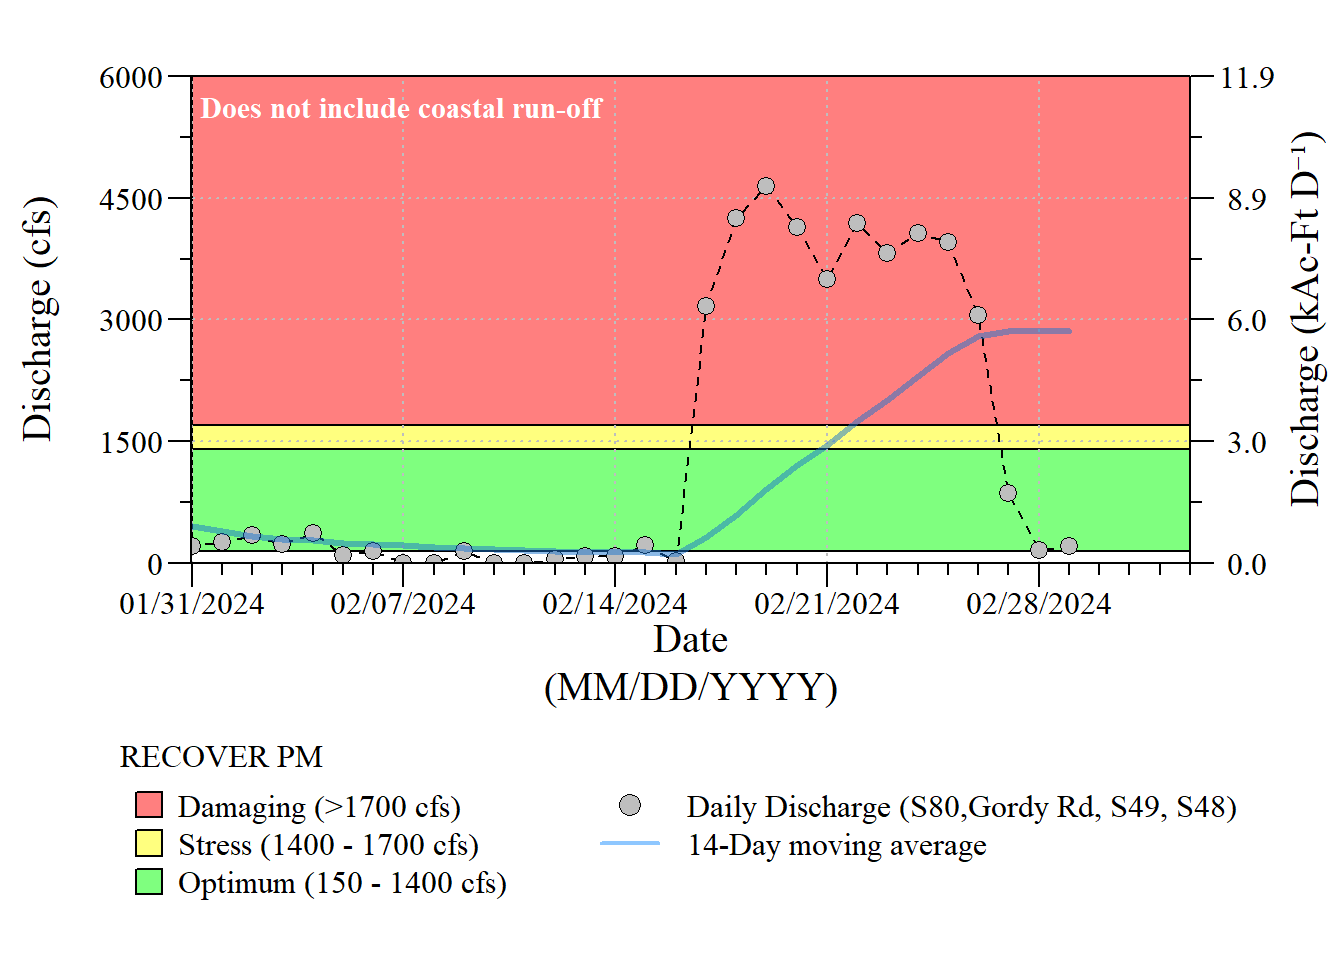 Does not include coastal run-off
6000
4500
3000
1500
0
11.9
8.9
6.0
3.0
0.0
Discharge (cfs)
Discharge (kAc-Ft D⁻¹)
01/31/2024 02/07/2024 02/14/2024 02/21/2024 02/28/2024
Date
(MM/DD/YYYY)
RECOVER PM
Damaging (>1700 cfs)
Stress (1400 - 1700 cfs)
Optimum (150 - 1400 cfs)
Daily Discharge (S80,Gordy Rd, S49, S48)
14-Day moving average